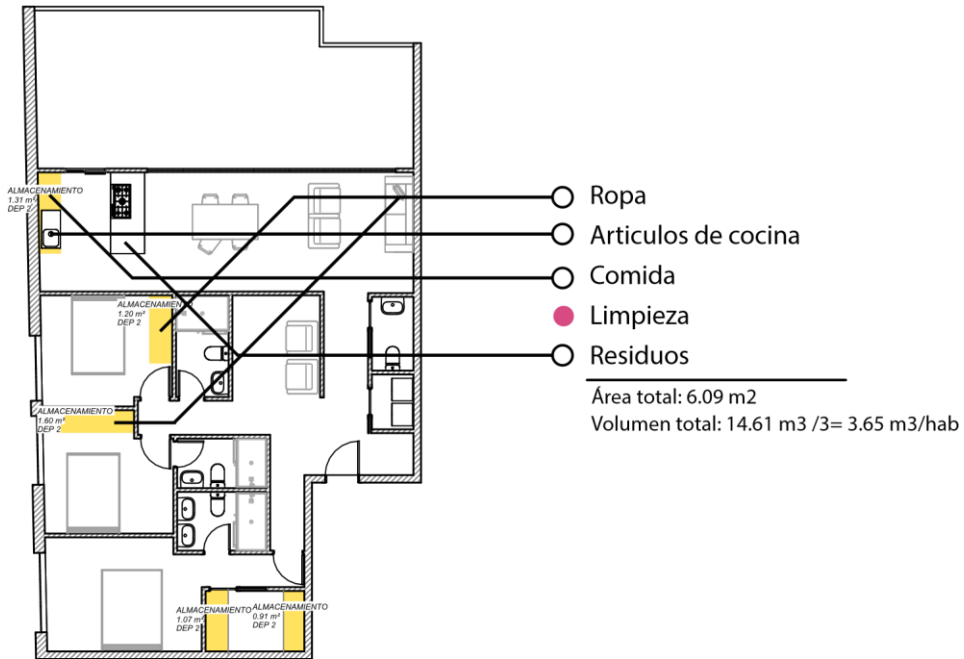 ALMACENAMIENTO
1.31 m²
DEP 2
ALMACENAMIENTO
1.20 m²
DEP 2
ALMACENAMIENTO
1.60 m²
DEP 2
ALMACENAMIENTO
1.07 m²
DEP 2
ALMACENAMIENTO
0.91 m²
DEP 2
Ropa
Articulos de cocina
Comida
Limpieza
Residuos
Área total: 6.09 m2
Volumen total: 14.61 m3 /3= 3.65 m3/hab